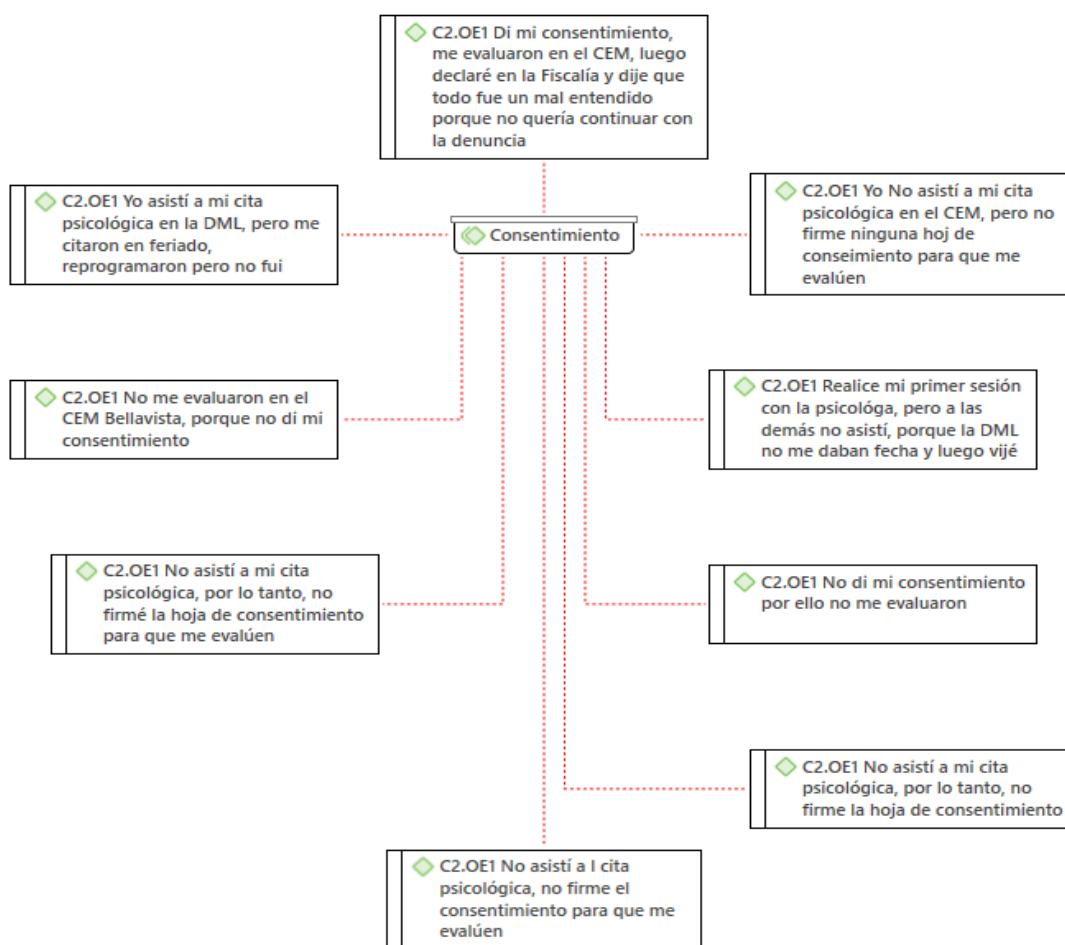 C2.OE1 Di mi consentimiento,
me evaluaron en el CEM, luego
declaré en la Fiscalía y dije que
todo fue un mal entendido
porque no quería continuar con
la denuncia
C2.OE1 Yo asistí a mi cita
psicológica en la DML, pero me
citaron en feriado,
reprogramaron pero no fui
Consentimiento
C2.OE1 Yo No asistí a mi cita
psicológica en el CEM, pero no
firme ninguna hoj de
conseimiento para que me
evalúen
C2.OE1 No me evaluaron en el
CEM Bellavista, porque no di mi
consentimiento
C2.OE1 Realice mi primer sesión
con la psicológa, pero a las
demás no asistí, porque la DML
no me daban fecha y luego vijé
C2.OE1 No asistí a mi cita
psicológica, por lo tanto, no
firmé la hoja de consentimiento
para que me evalúen
C2.OE1 No di mi consentimiento
por ello no me evaluaron
C2.OE1 No asistí a mi cita
psicológica, por lo tanto, no
firme la hoja de consentimiento
C2.OE1 No asistí a l cita
psicológica, no firme el
consentimiento para que me
evalúen